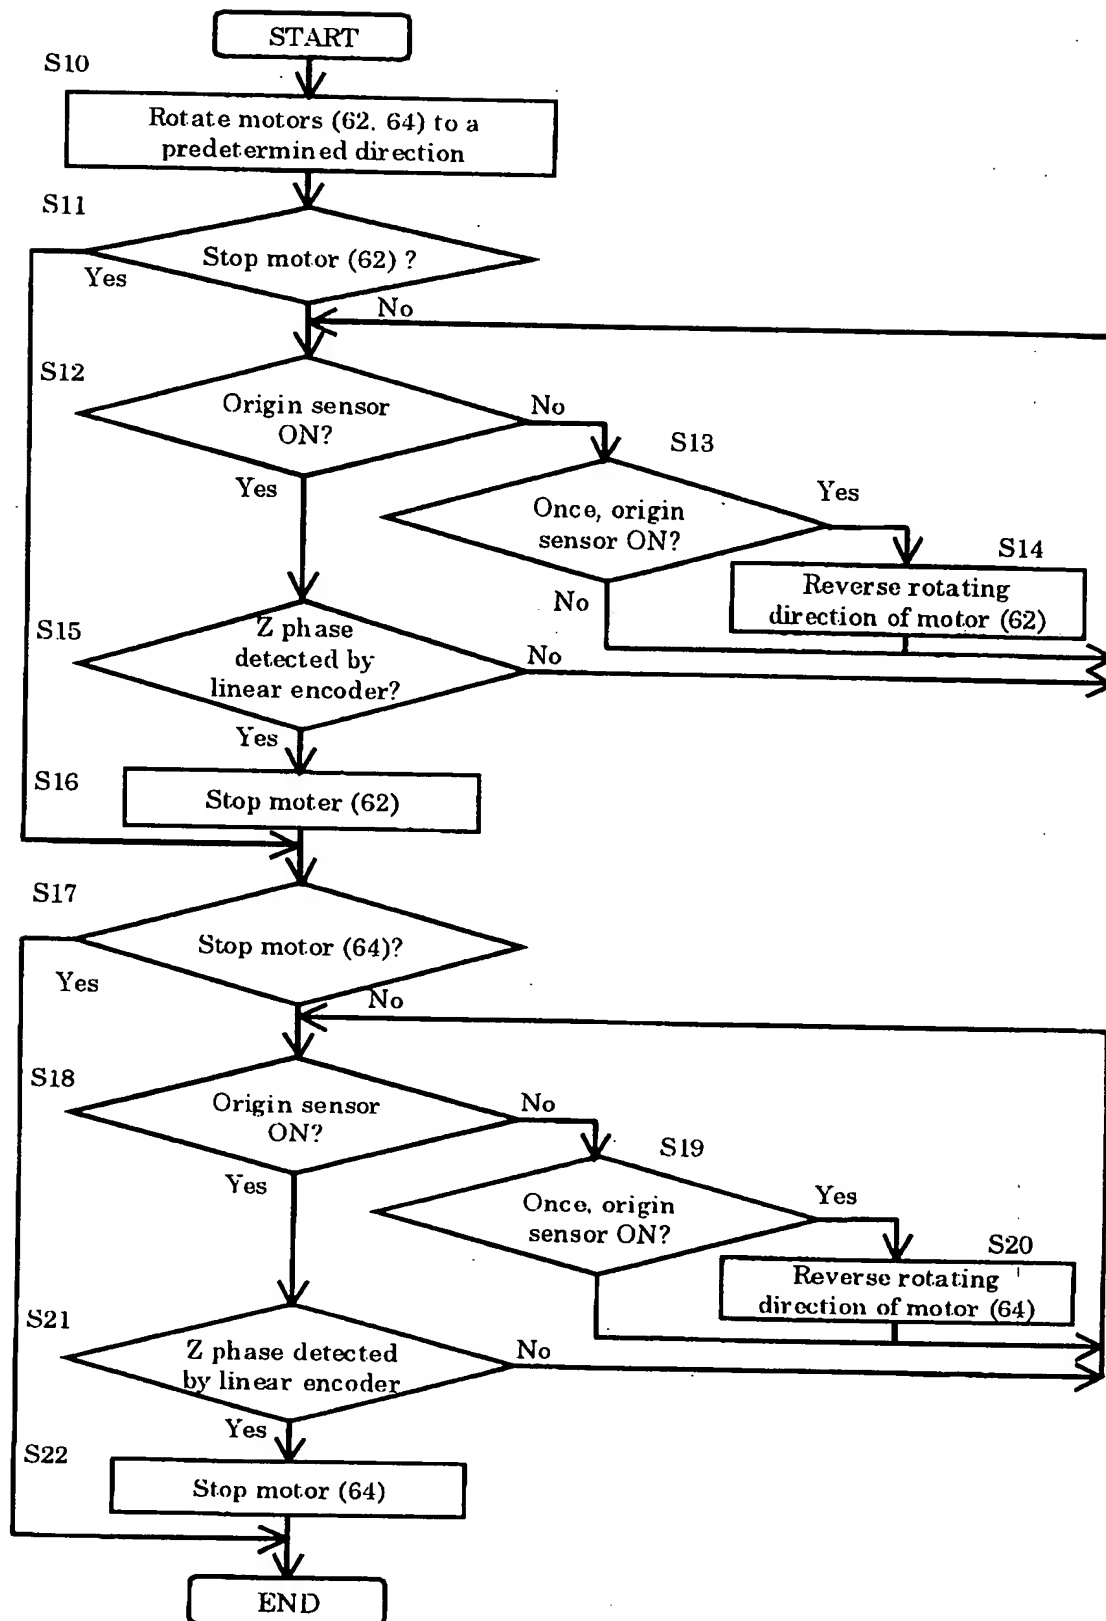 START
S10
Rotate motors (62, 64) to a
predetermined direction
S11
Stop motor (62) ?
Yes
No
S12
Origin sensor
ON?
No
Yes
S13
Once, origin
sensor ON?
Yes
No
S14
Reverse rotating
direction of motor (62)
S15
Z phase
detected by
linear encoder?
No
Yes
S16
Stop moter (62)
S17
Stop motor (64)?
Yes
No
S18
Origin sensor
ON?
No
Yes
S19
Once, origin
sensor ON?
Yes
S20
Reverse rotating
direction of motor (64)
S21
Z phase detected
by linear encoder
No
Yes
S22
Stop motor (64)
END